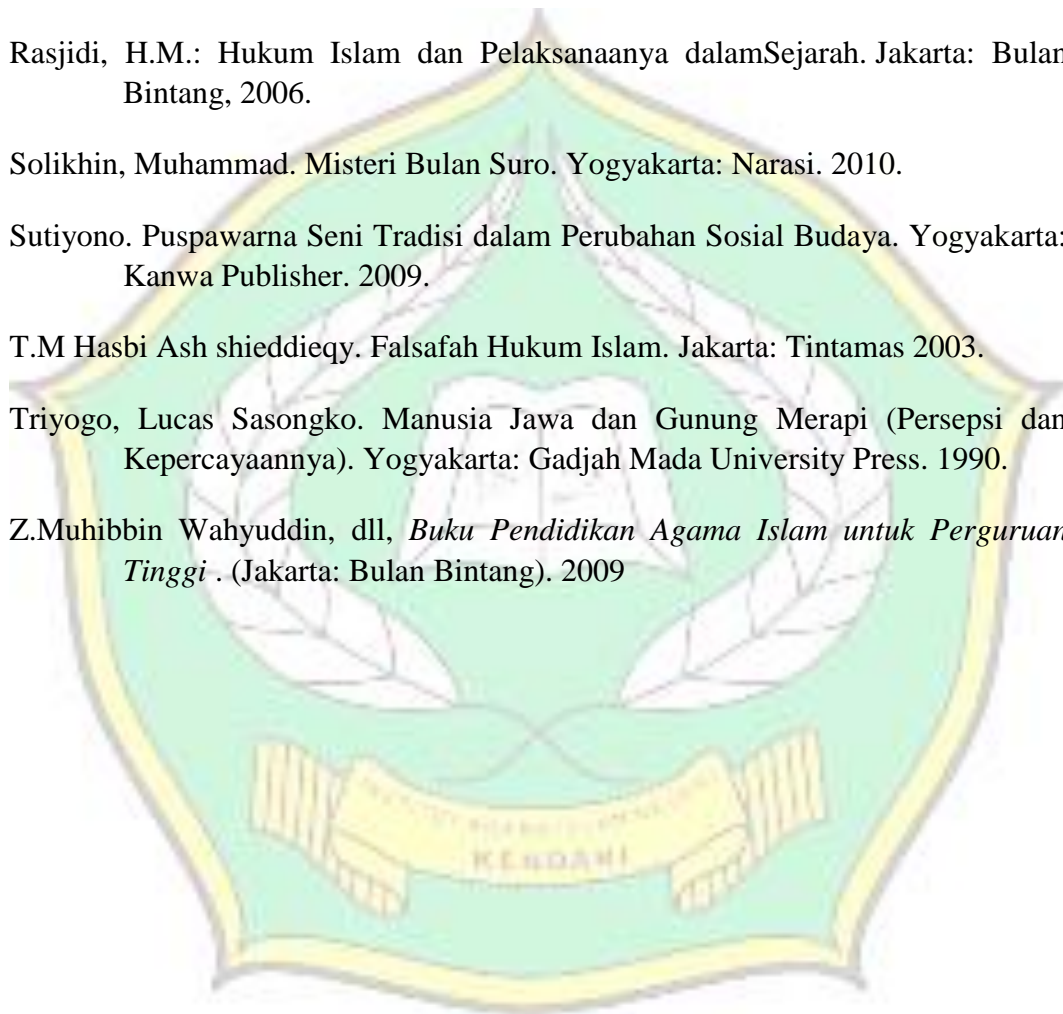 Rasjidi, H.M.: Hukum Islam dan Pelaksanaanya dalamSejarah. Jakarta: Bulan
Bintang, 2006.
Solikhin, Muhammad. Misteri Bulan Suro. Yogyakarta: Narasi. 2010.
Sutiyono. Puspawarna Seni Tradisi dalam Perubahan Sosial Budaya. Yogyakarta:
Kanwa Publisher. 2009.
T.M Hasbi Ash shieddieqy. Falsafah Hukum Islam. Jakarta: Tintamas 2003.
Triyogo, Lucas Sasongko. Manusia Jawa dan Gunung Merapi (Persepsi dan
Kepercayaannya). Yogyakarta: Gadjah Mada University Press. 1990.
Z.Muhibbin Wahyuddin, dll, Buku Pendidikan Agama Islam untuk Perguruan
Tinggi . (Jakarta: Bulan Bintang). 2009
KENDARI